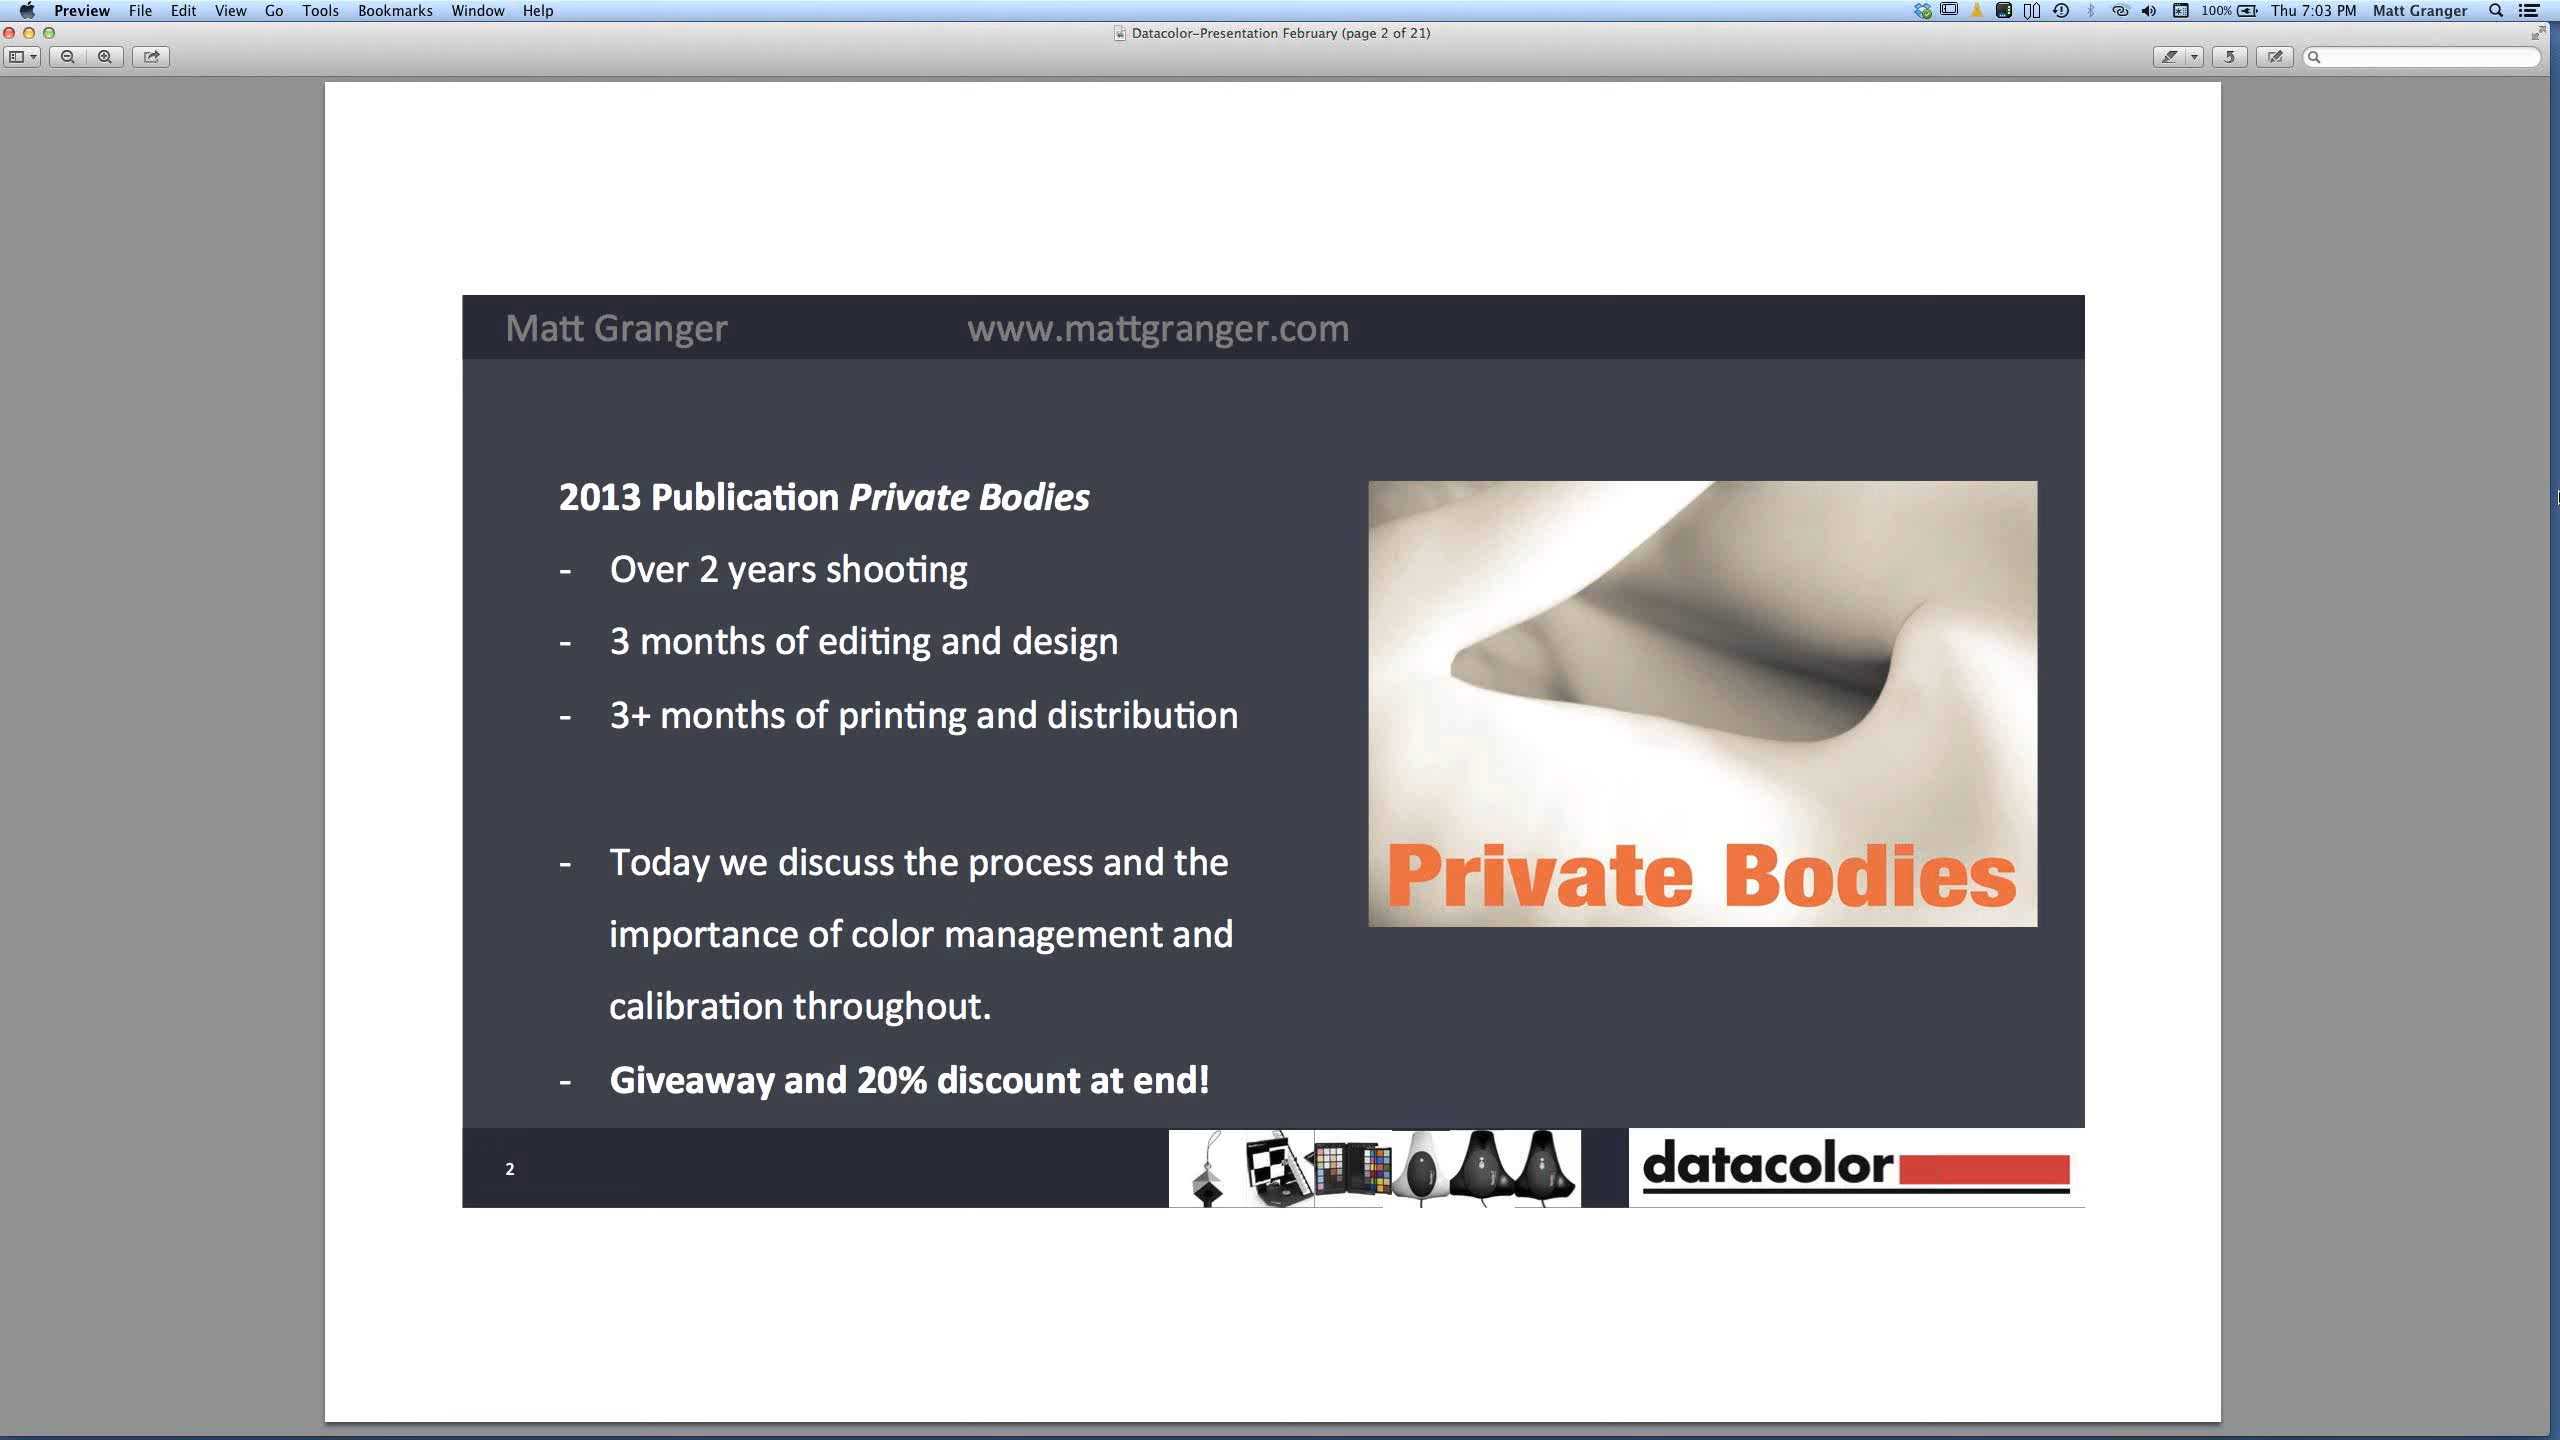 Preview File Edit View Go Tools Bookmarks Window Help 100% Thu 7:03 PM Matt Granger
Datacolor-Presentation February (page 2 of 21)
Matt Granger www.mattgranger.com
2013 Publication Private Bodies
- Over 2 years shooting
- 3 months of editing and design
- 3+ months of printing and distribution
- Today we discuss the process and the
importance of color management and
calibration throughout.
- Giveaway and 20% discount at end!
Private Bodies
2
datacolor